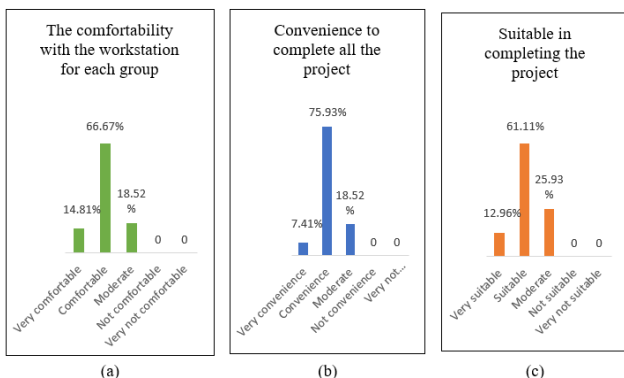 The comfortability
with the workstation
for each group
66.67%
14.81%
18.52
%
0
0
Very comfortable
Comfortable
Moderate
Not comfortable
Very not comfortable
(a)
Convenience to
complete all the
project
75.93%
18.52
%
7.41%
0
0
Very convenience
Convenience
Moderate
Not convenience
Very not...
(b)
Suitable in
completing the
project
61.11%
25.93
%
12.96%
0
0
Very suitable
Suitable
Moderate
Not suitable
Very not suitable
(c)